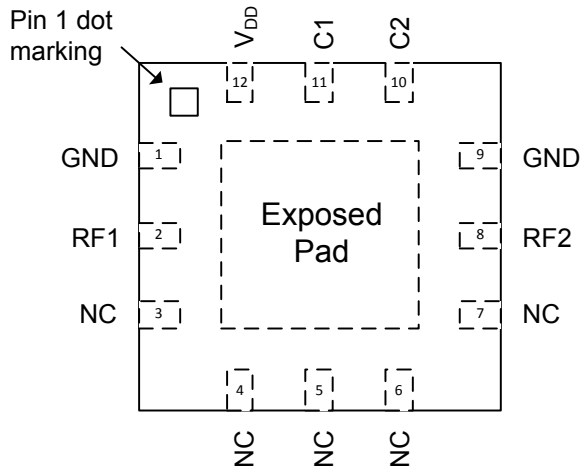 Pin 1 dot
marking
VDD
C1
C2
12
11
10
GND
1
9
GND
RF1
2
Exposed
Pad
8
RF2
NC
3
7
NC
4
5
6
NC
NC
NC